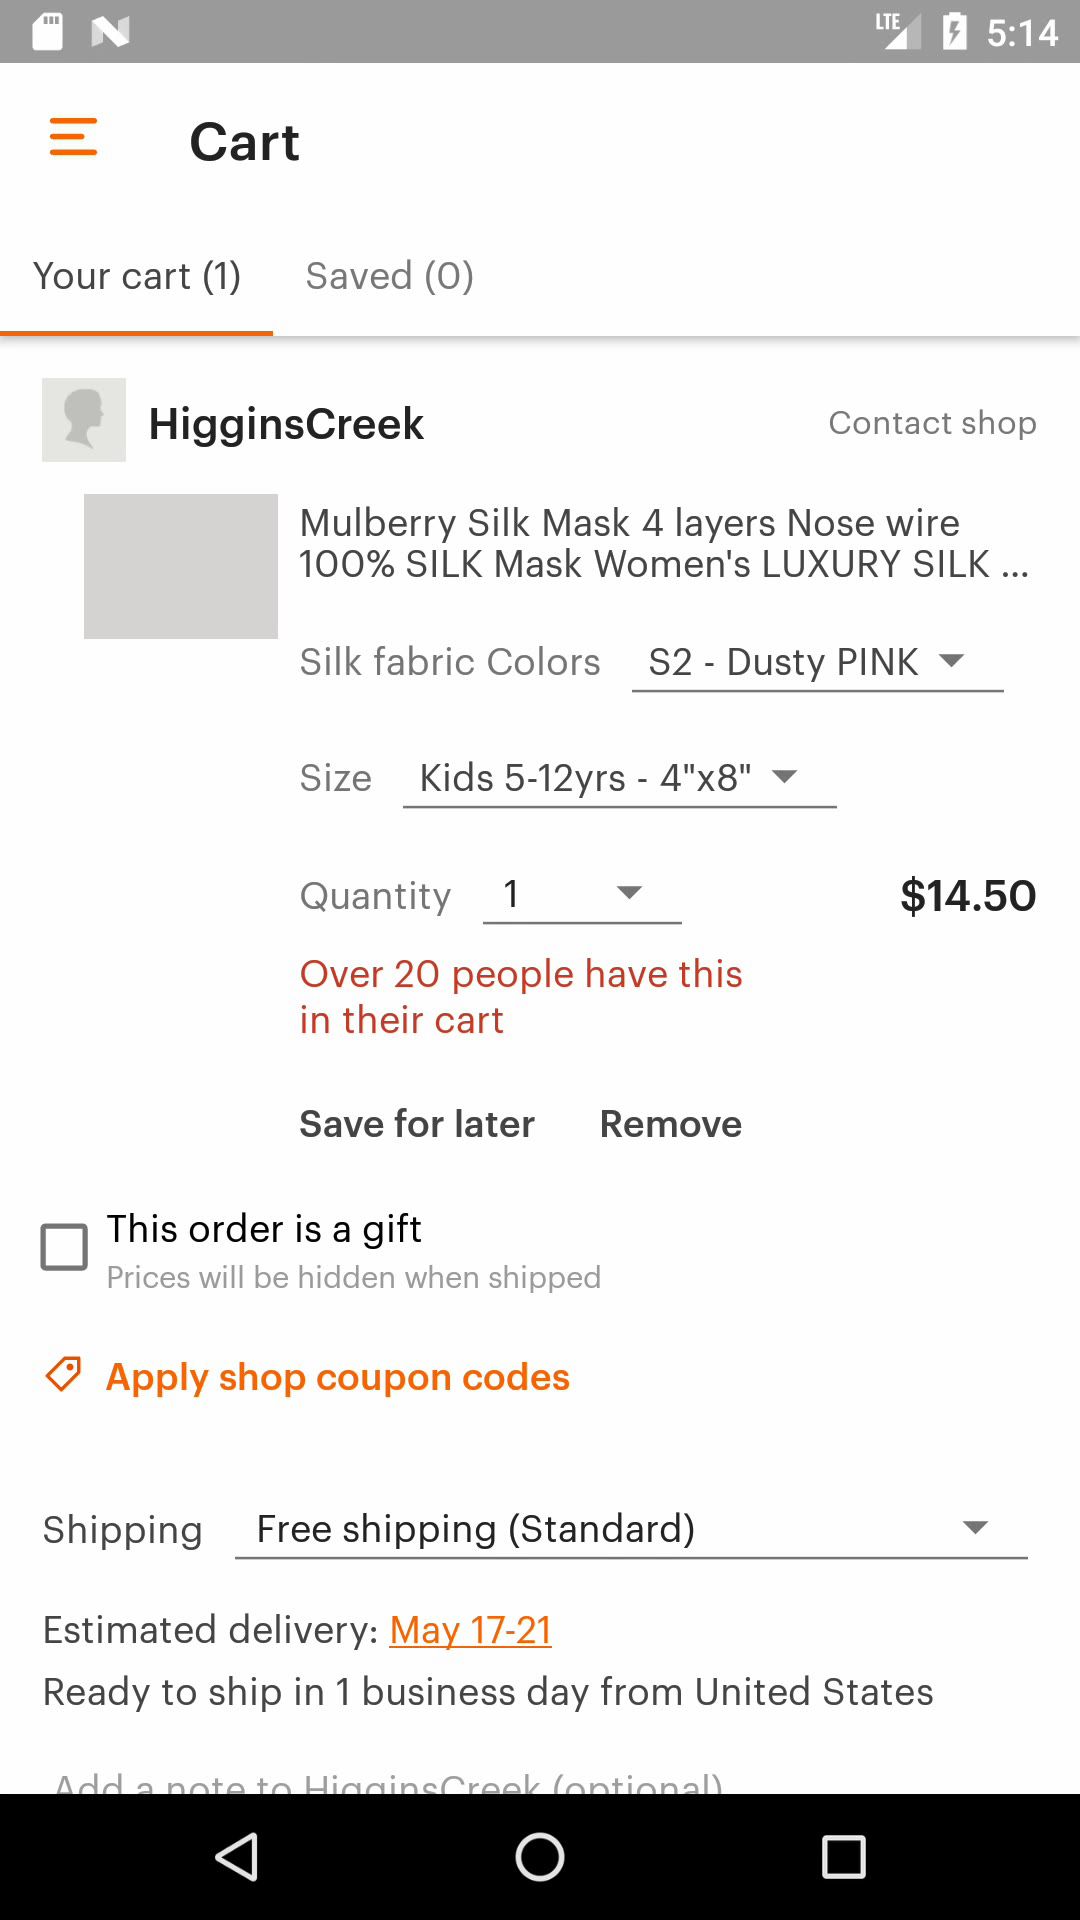 LTE 5:14
Cart
Your cart (1) Saved (0)
HigginsCreek Contact shop
Mulberry Silk Mask 4 layers Nose wire
100% SILK Mask Women's LUXURY SILK ...
Silk fabric Colors S2 - Dusty PINK
Size Kids 5-12yrs - 4"x8"
Quantity 1 $14.50
Over 20 people have this
in their cart
Save for later Remove
This order is a gift
Prices will be hidden when shipped
Apply shop coupon codes
Shipping Free shipping (Standard)
Estimated delivery: May 17-21
Ready to ship in 1 business day from United States
Add a note to HigginsCreek (optional)